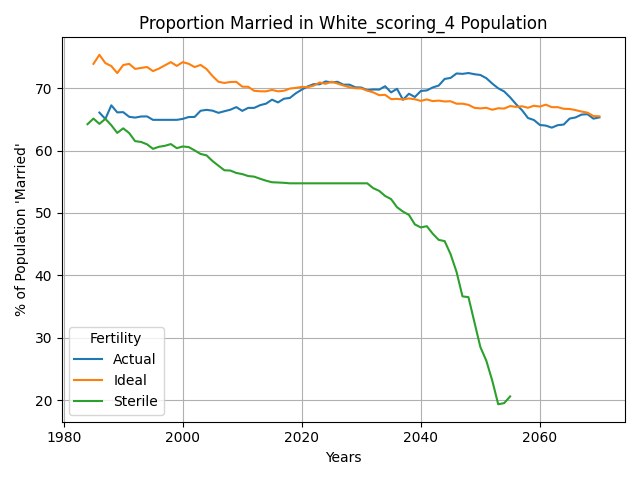 Proportion Married in White_scoring_4 Population
% of Population 'Married'
70
60
50
40
30
20
Fertility
Actual
Ideal
Sterile
1980
2000
2020
2040
2060
Years